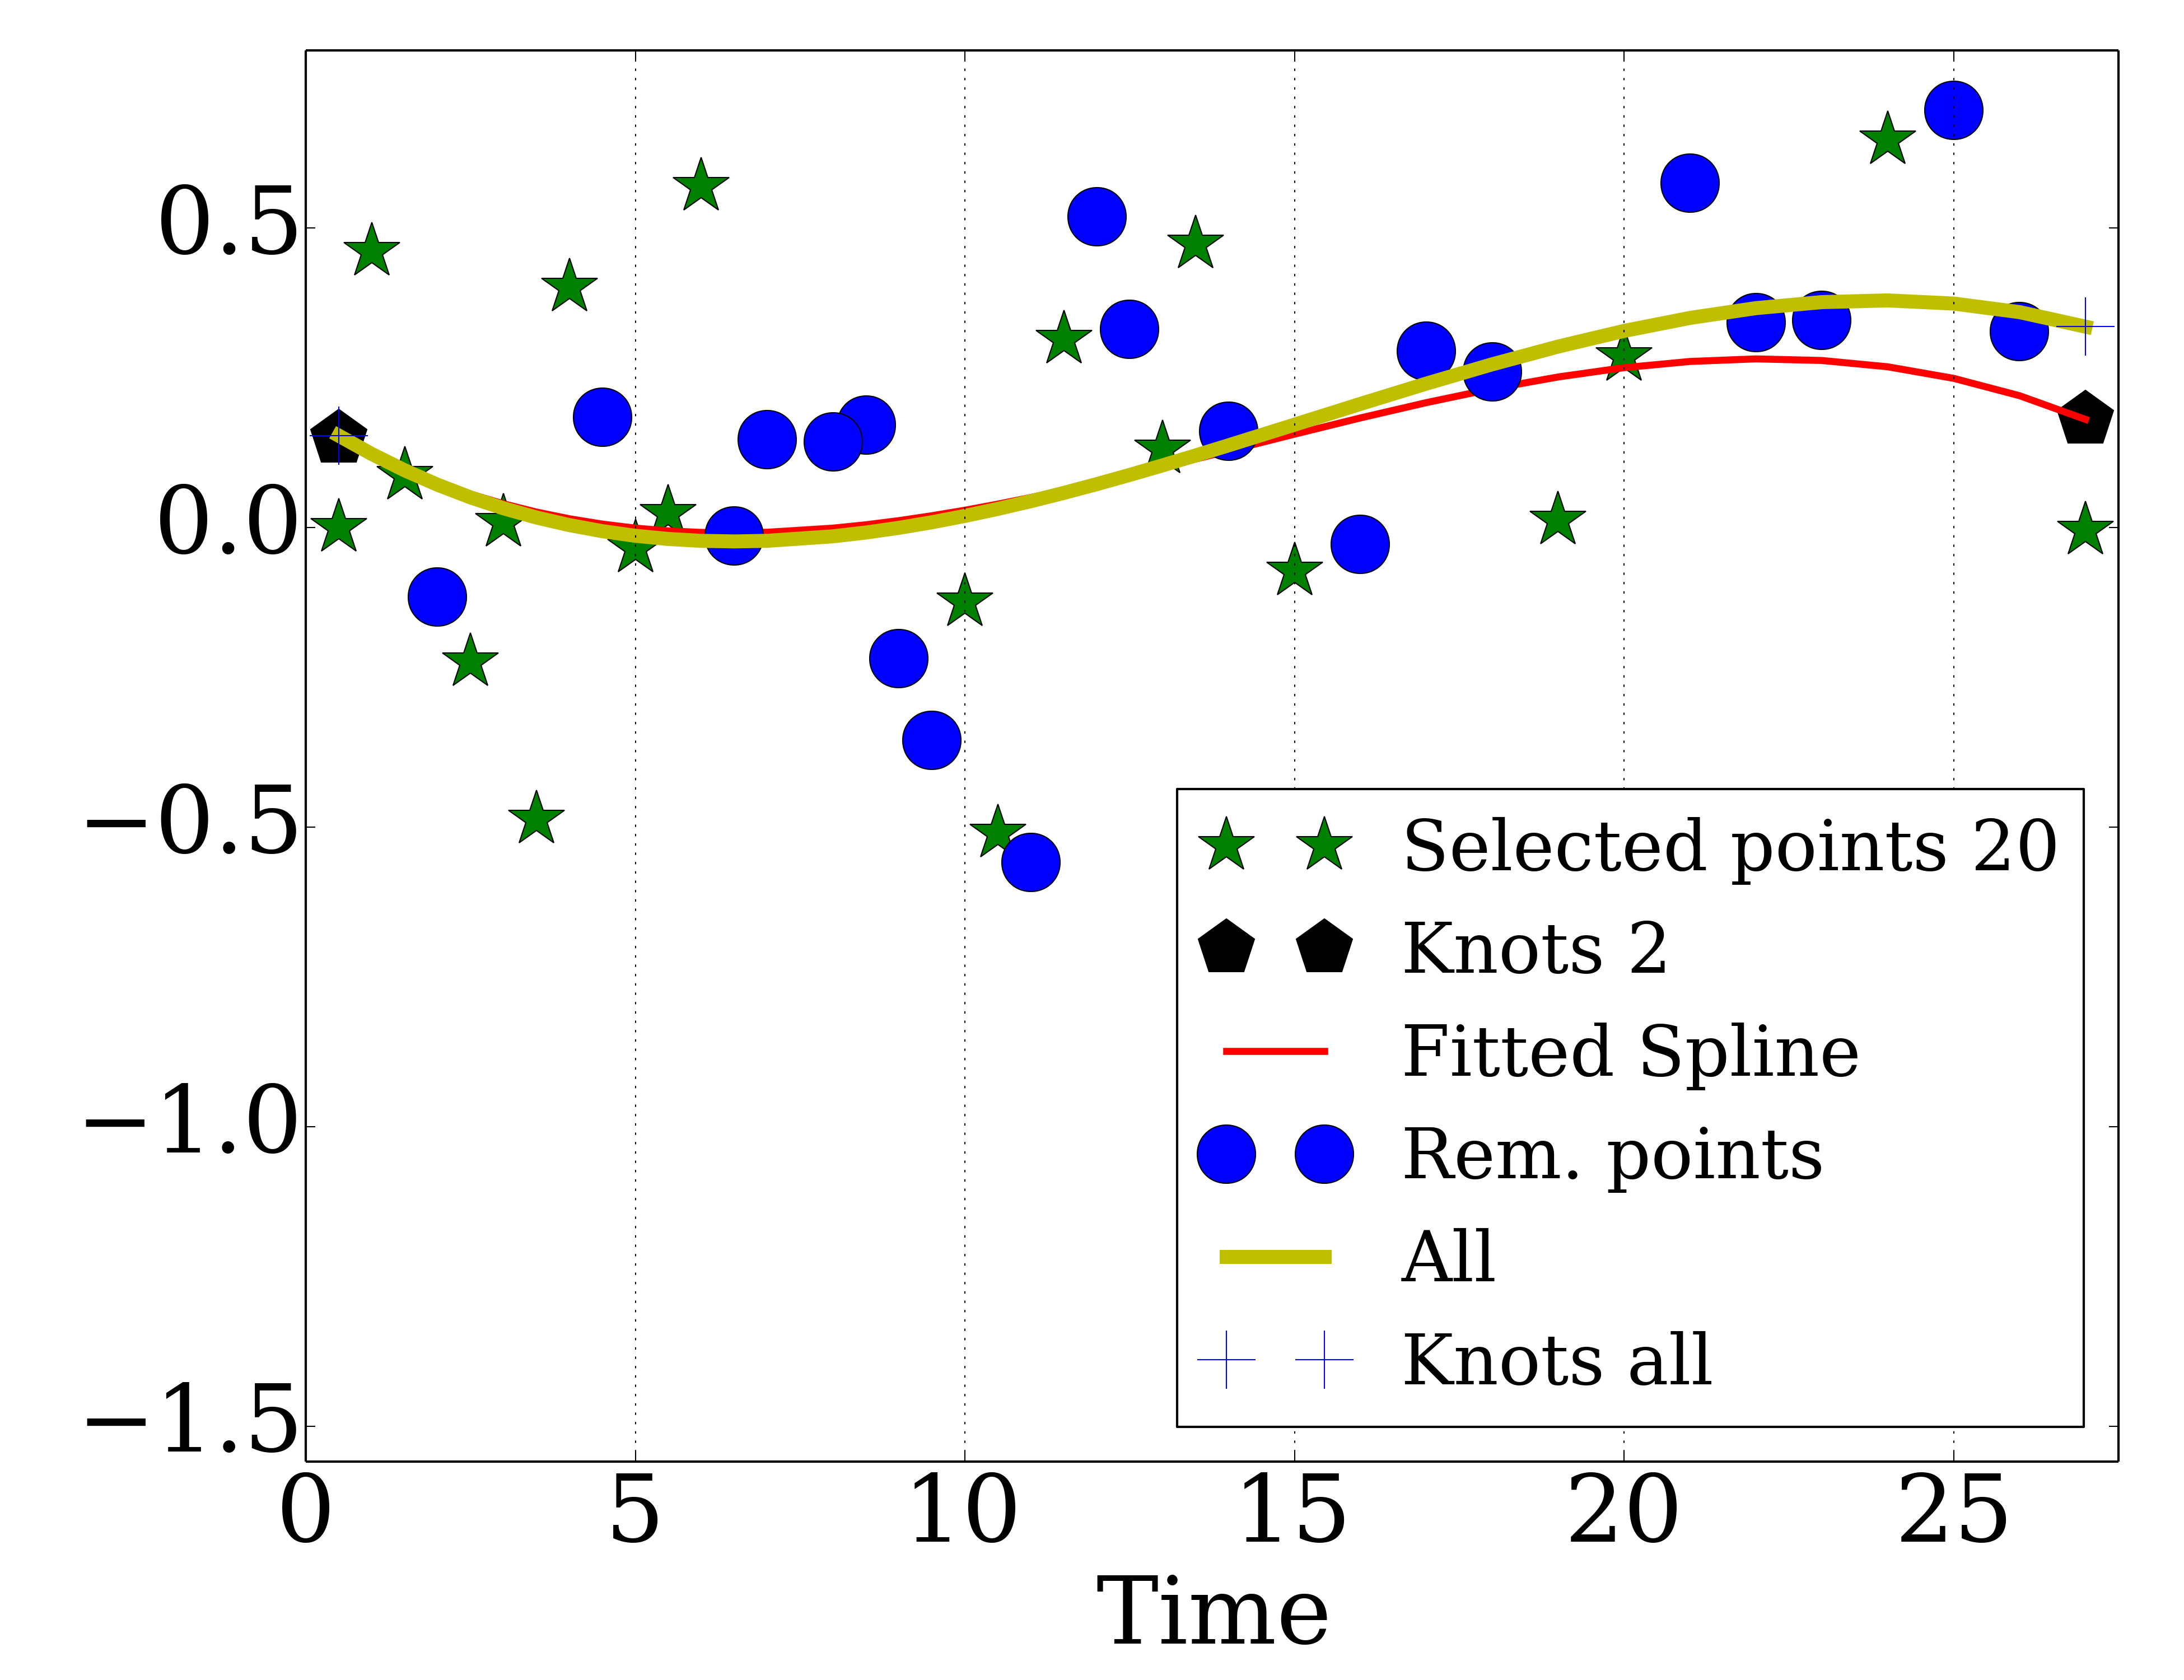 0.5
0.0
−0.5
−1.0
−1.5
0 5 10 15 20 25
Time
Selected points 20
Knots 2
Fitted Spline
Rem. points
All
Knots all